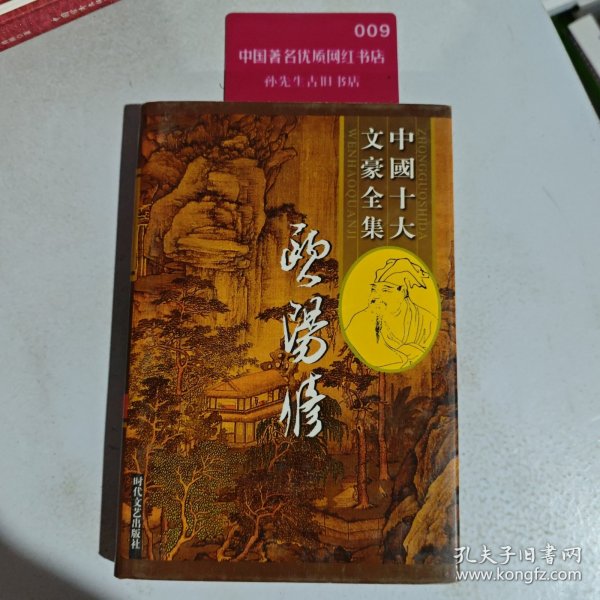 009
中国著名优质网红书店
孙先生古旧书店
中國十大
文豪全集
ZHONGGUOSHIDA
WENHAOQUANJI
歐陽修
时代文艺出版社
孔夫子旧书网
www.kongfz.com